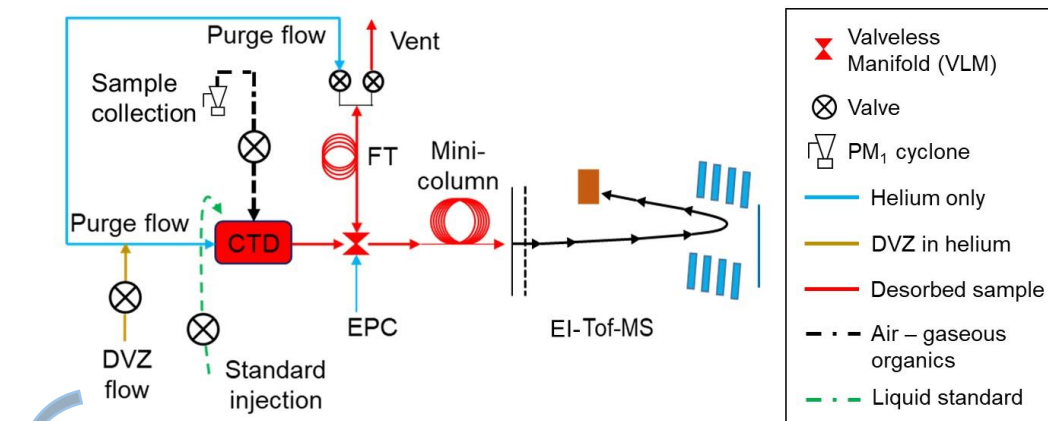 Purge flow
Vent
Sample
collection
FT
Mini-
column
Purge flow
CTD
EPC
EI-Tof-MS
DVZ
flow
Standard
injection
Valveless
Manifold (VLM)
Valve
PM₁ cyclone
Helium only
DVZ in helium
Desorbed sample
Air – gaseous
organics
Liquid standard